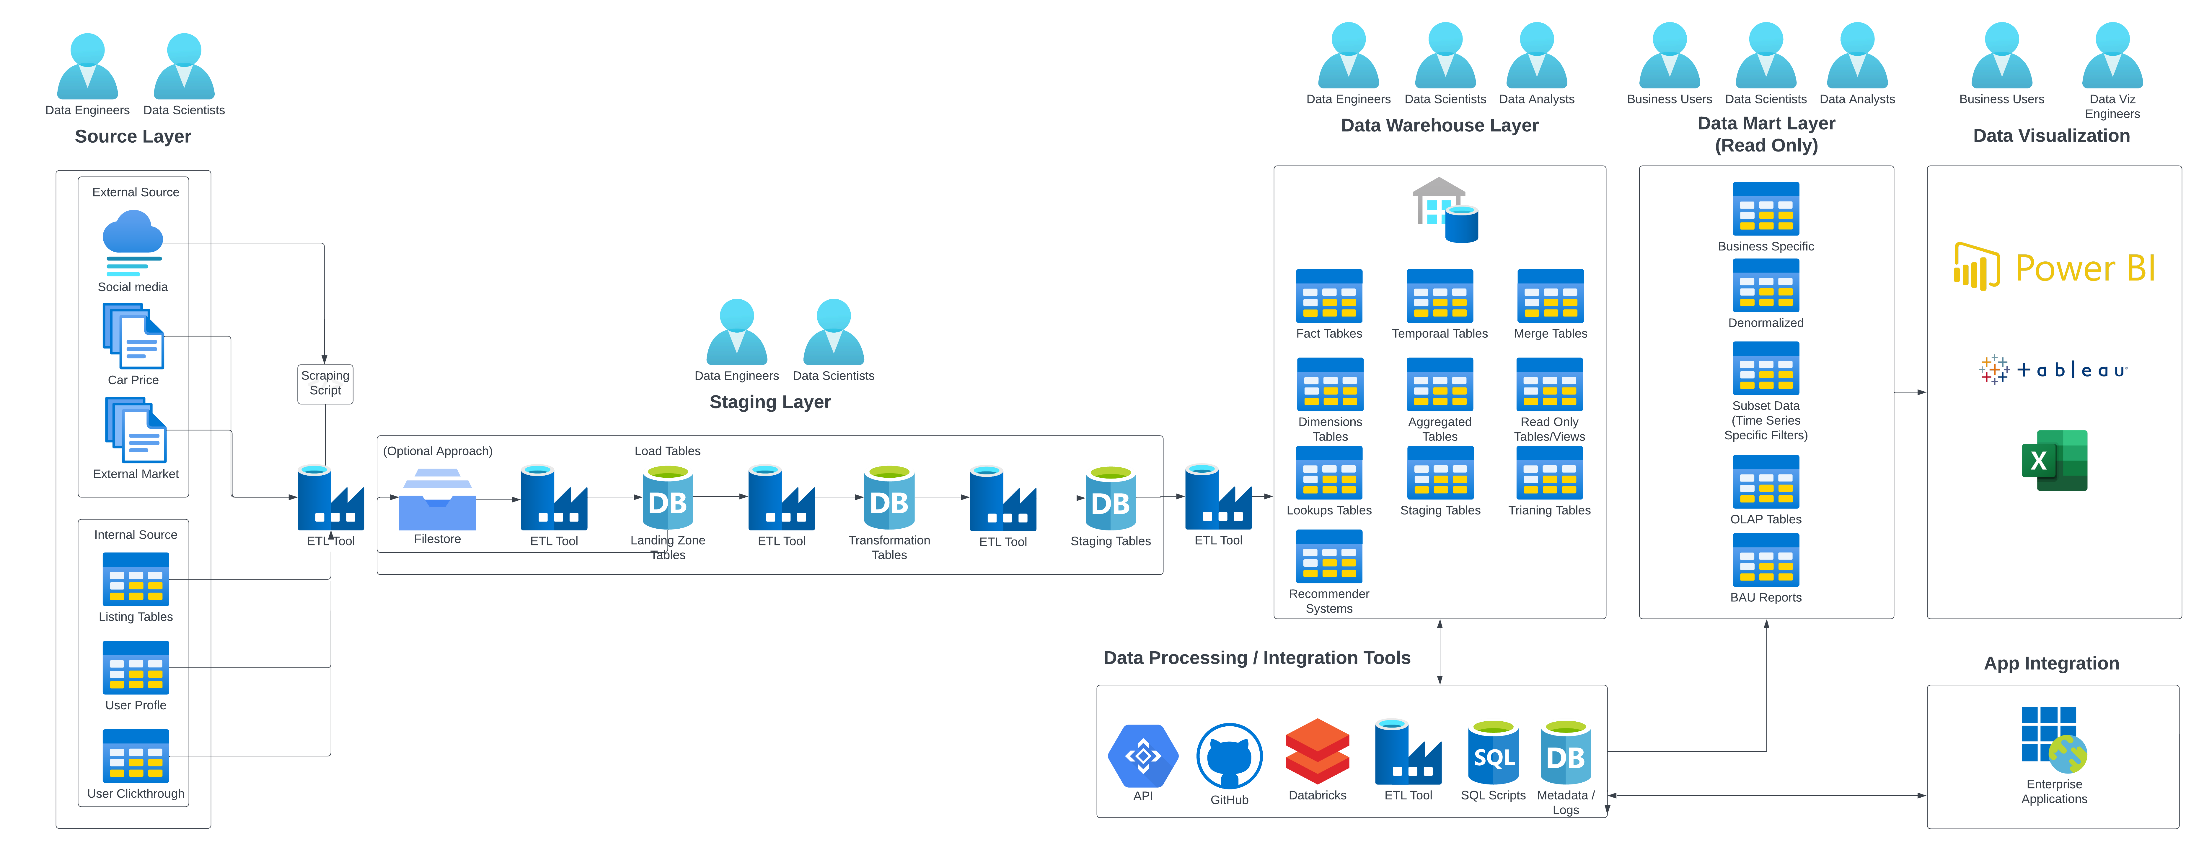 Data Engineers
Data Scientists
Source Layer
External Source
Social media
Car Price
External Market
Internal Source
Listing Tables
User Profle
User Clickthrough
Scraping
Script
ETL Tool
Data Engineers
Data Scientists
Staging Layer
(Optional Approach)
Filestore
ETL Tool
Load Tables
DB
Landing Zone
Tables
ETL Tool
DB
Transformation
Tables
ETL Tool
DB
Staging Tables
ETL Tool
Data Engineers
Data Scientists
Data Analysts
Data Warehouse Layer
Fact Tabkes
Temporaal Tables
Merge Tables
Dimensions
Tables
Aggregated
Tables
Read Only
Tables/Views
Lookups Tables
Staging Tables
Trianing Tables
Recommender
Systems
Data Processing / Integration Tools
API
GitHub
Databricks
ETL Tool
SQL
SQL Scripts
DB
Metadata /
Logs
Business Users
Data Scientists
Data Analysts
Data Mart Layer
(Read Only)
Business Specific
Denormalized
Subset Data
(Time Series
Specific Filters)
OLAP Tables
BAU Reports
Business Users
Data Viz
Engineers
Data Visualization
Power BI
+ableau
X
App Integration
Enterprise
Applications